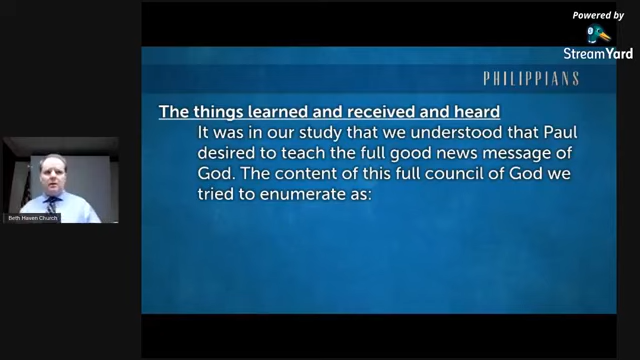 Powered by
StreamYard
PHILIPPIANS
The things learned and received and heard
It was in our study that we understood that Paul
desired to teach the full good news message of
God. The content of this full council of God we
tried to enumerate as:
Beth Haven Church